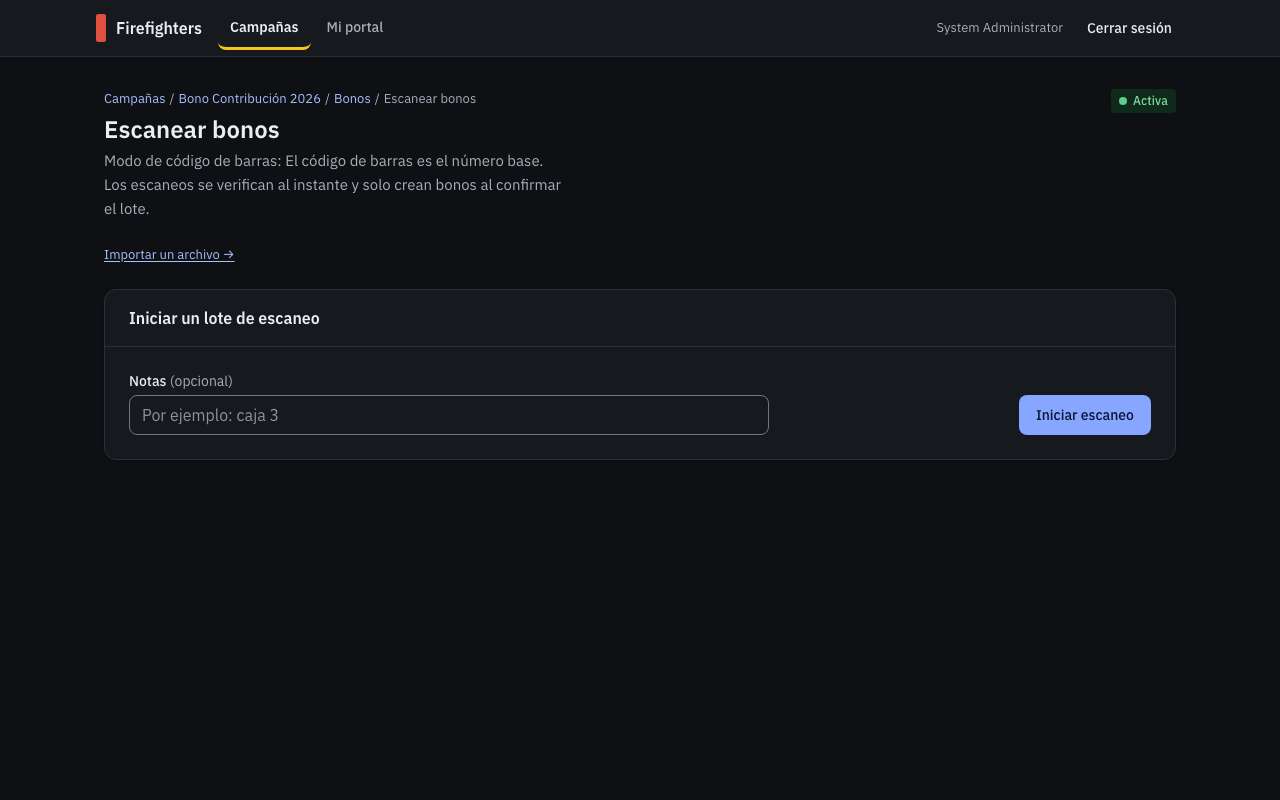 Firefighters
Campañas
Mi portal
System Administrator
Cerrar sesión
Campañas / Bono Contribución 2026 / Bonos / Escanear bonos
Activa
Escanear bonos
Modo de código de barras: El código de barras es el número base.
Los escaneos se verifican al instante y solo crean bonos al confirmar
el lote.
Importar un archivo →
Iniciar un lote de escaneo
Notas (opcional)
Por ejemplo: caja 3
Iniciar escaneo